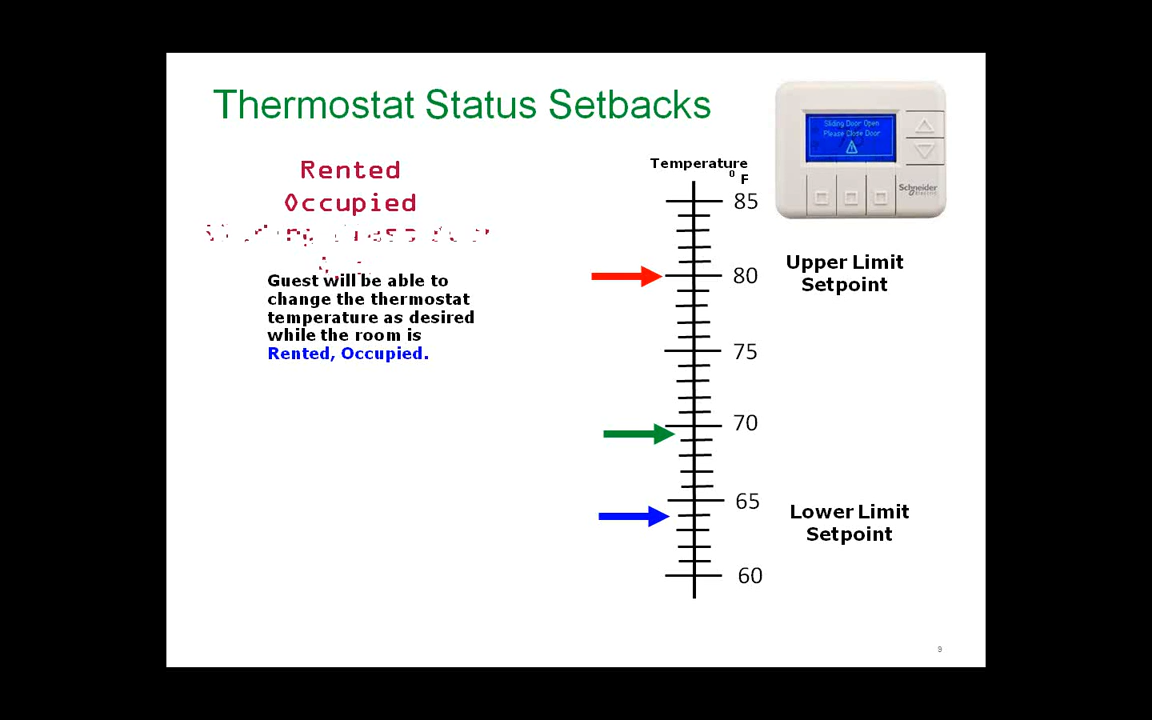 Thermostat Status Setbacks
Sliding Door Open
Please Close Door
Schneider
Electric
Rented
Occupied
Guest will be able to
change the thermostat
temperature as desired
while the room is
Rented, Occupied.
Temperature
0 F
85
80
75
70
65
60
Upper Limit
Setpoint
Lower Limit
Setpoint
9